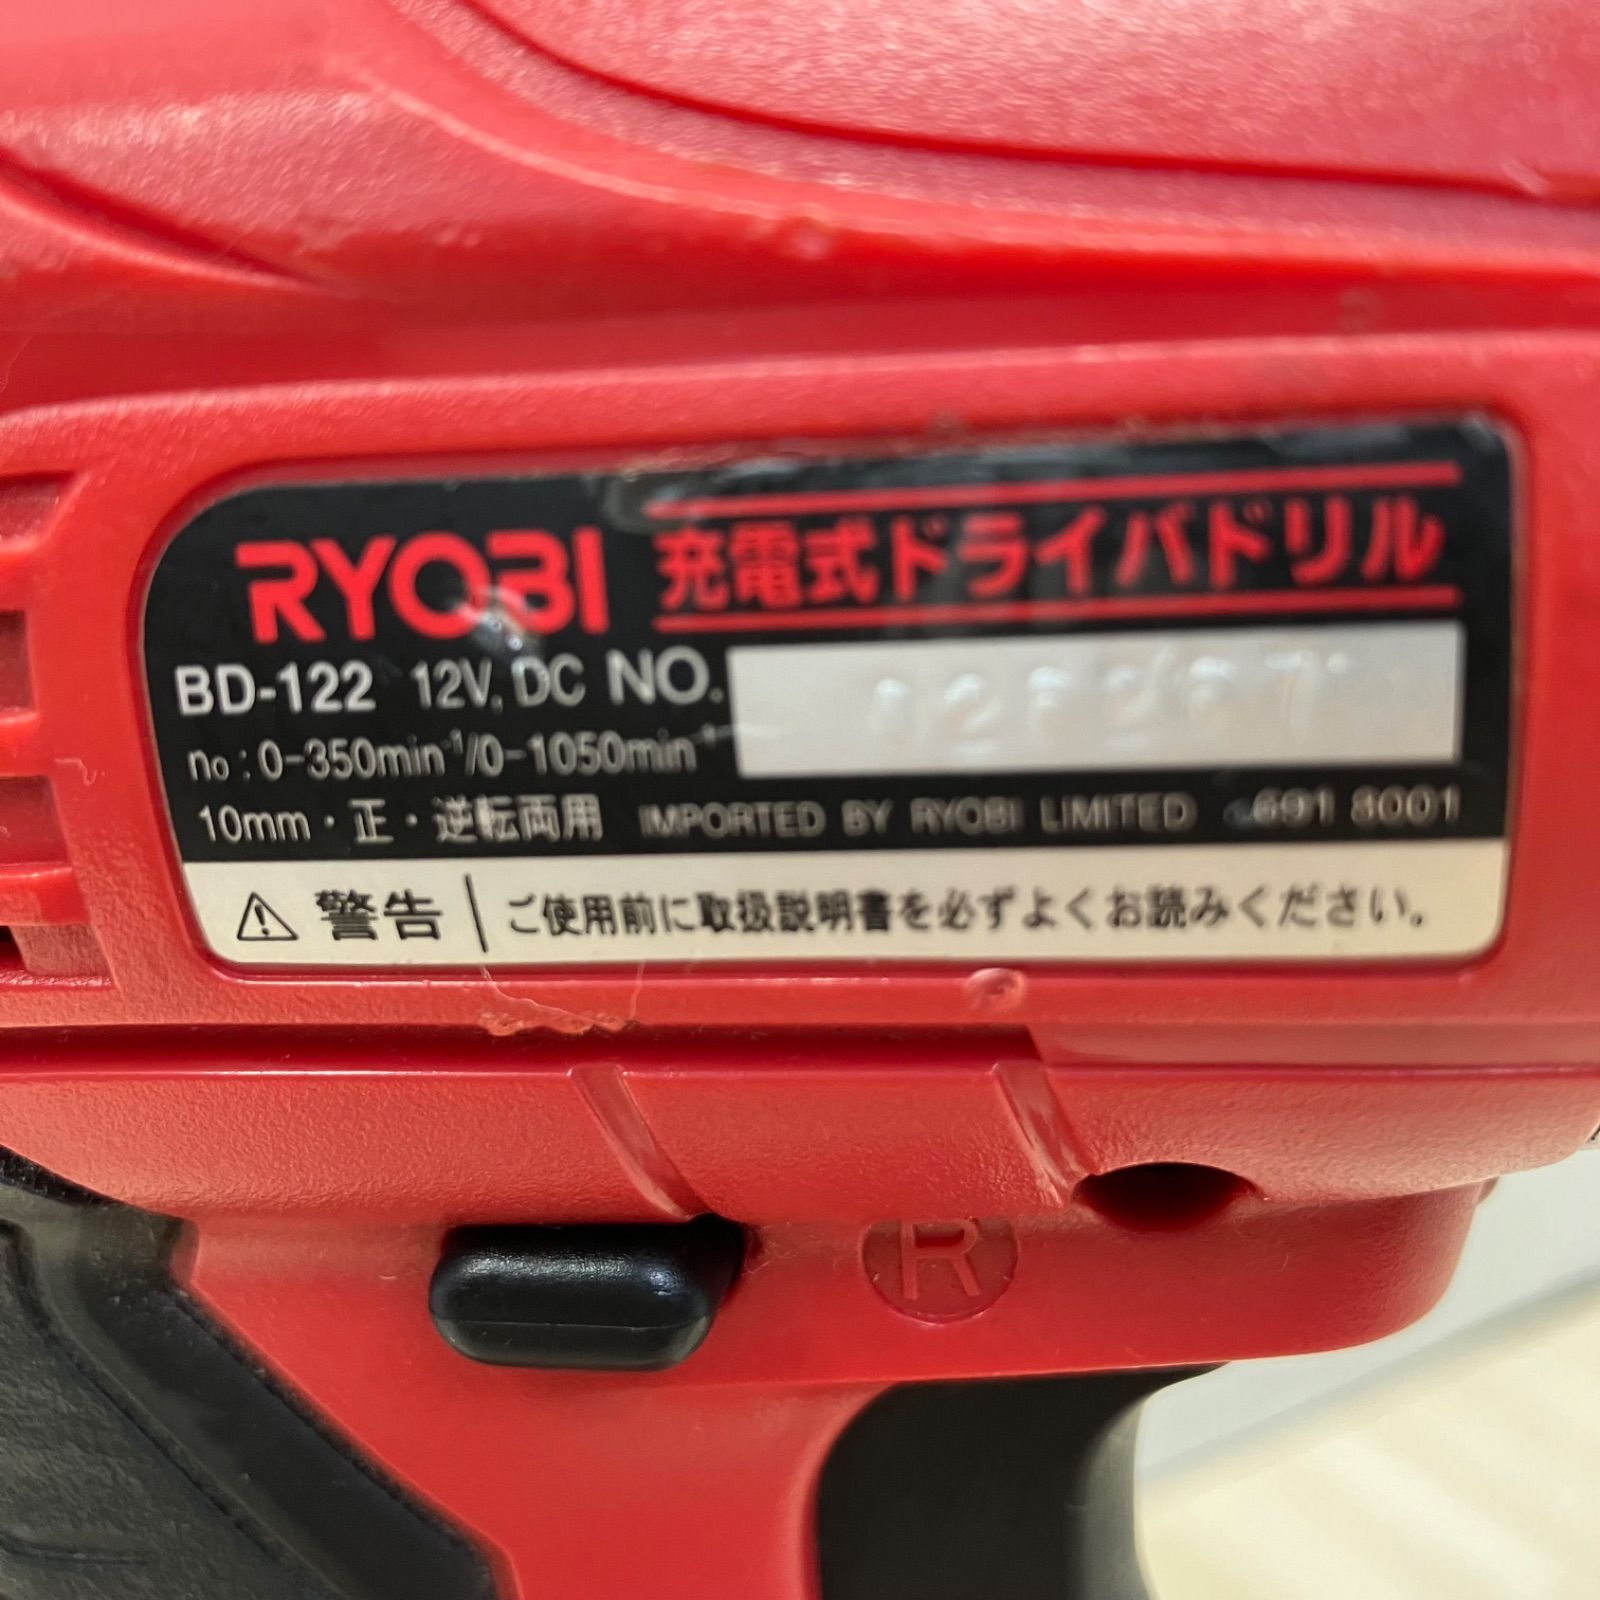 RYOBI 充電式ドライバドリル
BD-122 12V, DC NO.
no : 0-350min⁻¹/0-1050min⁻¹
10mm・正・逆転両用 IMPORTED BY RYOBI LIMITED 691 8001
⚠ 警告 | ご使用前に取扱説明書を必ずよくお読みください。
R